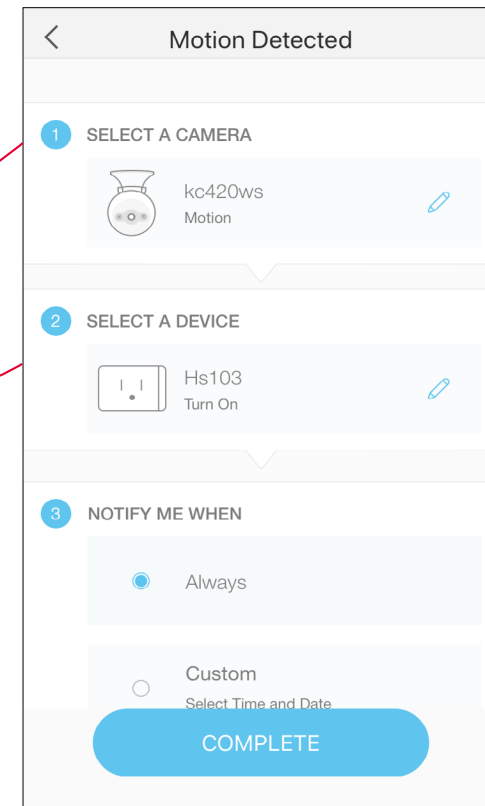 Motion Detected
1 SELECT A CAMERA
kc420ws
Motion
2 SELECT A DEVICE
Hs103
Turn On
3 NOTIFY ME WHEN
Always
Custom
Select Time and Date
COMPLETE